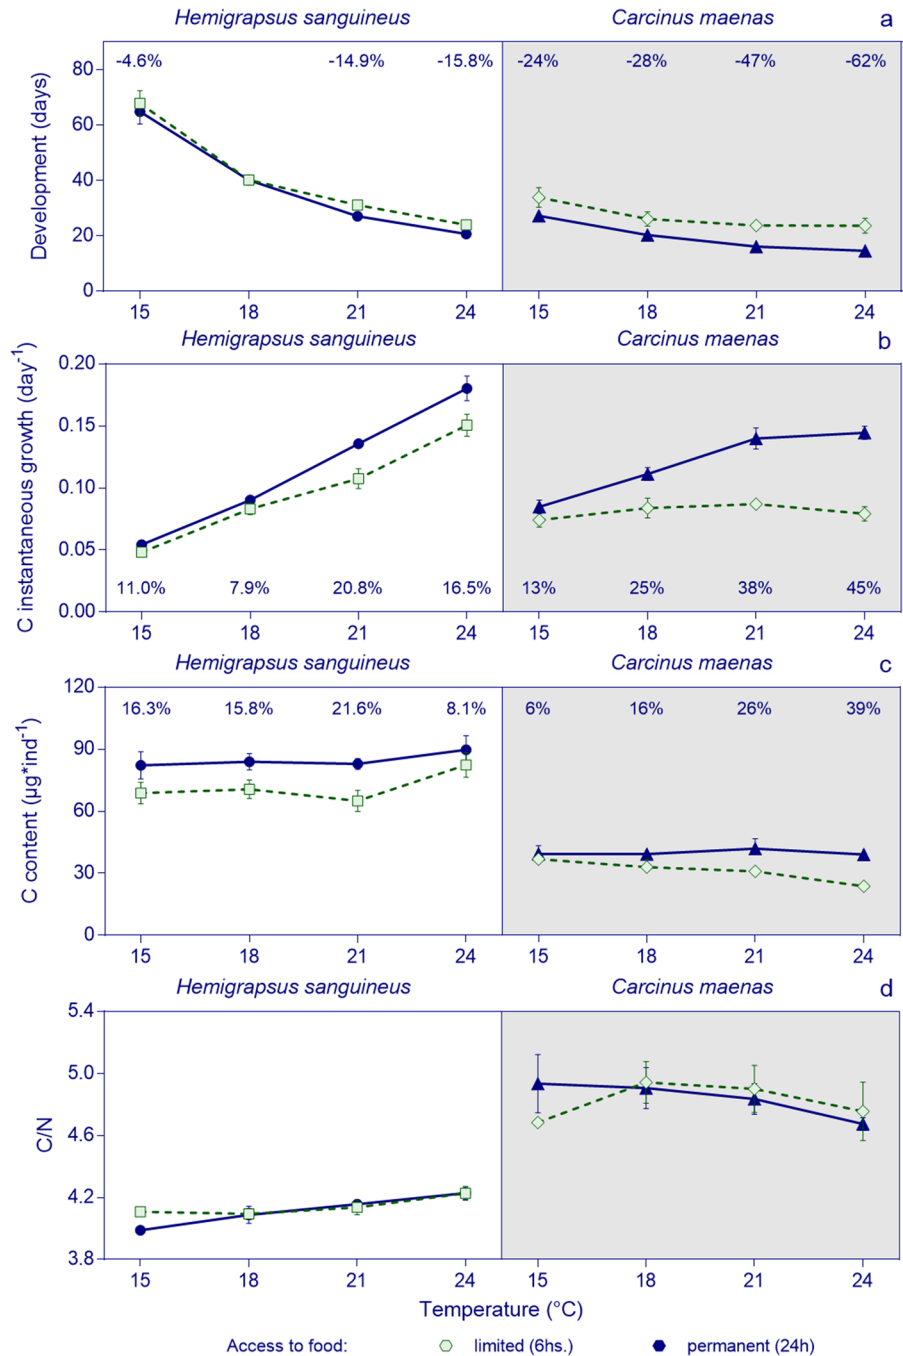 Hemigrapsus sanguineus Carcinus maenas a
-4.6% -14.9% -15.8% -24% -28% -47% -62%
Development (days)
80
60
40
20
0
15 18 21 24 15 18 21 24
Hemigrapsus sanguineus Carcinus maenas b
C instantaneous growth (day-1)
0.20
0.15
0.10
0.05
0.00
11.0% 7.9% 20.8% 16.5% 13% 25% 38% 45%
15 18 21 24 15 18 21 24
Hemigrapsus sanguineus Carcinus maenas c
C content (µg*ind-1)
120
90
60
30
0
16.3% 15.8% 21.6% 8.1% 6% 16% 26% 39%
15 18 21 24 15 18 21 24
Hemigrapsus sanguineus Carcinus maenas d
C/N
5.4
5.0
4.6
4.2
3.8
15 18 21 24 15 18 21 24
Temperature (°C)
Access to food: limited (6hs.) permanent (24h)